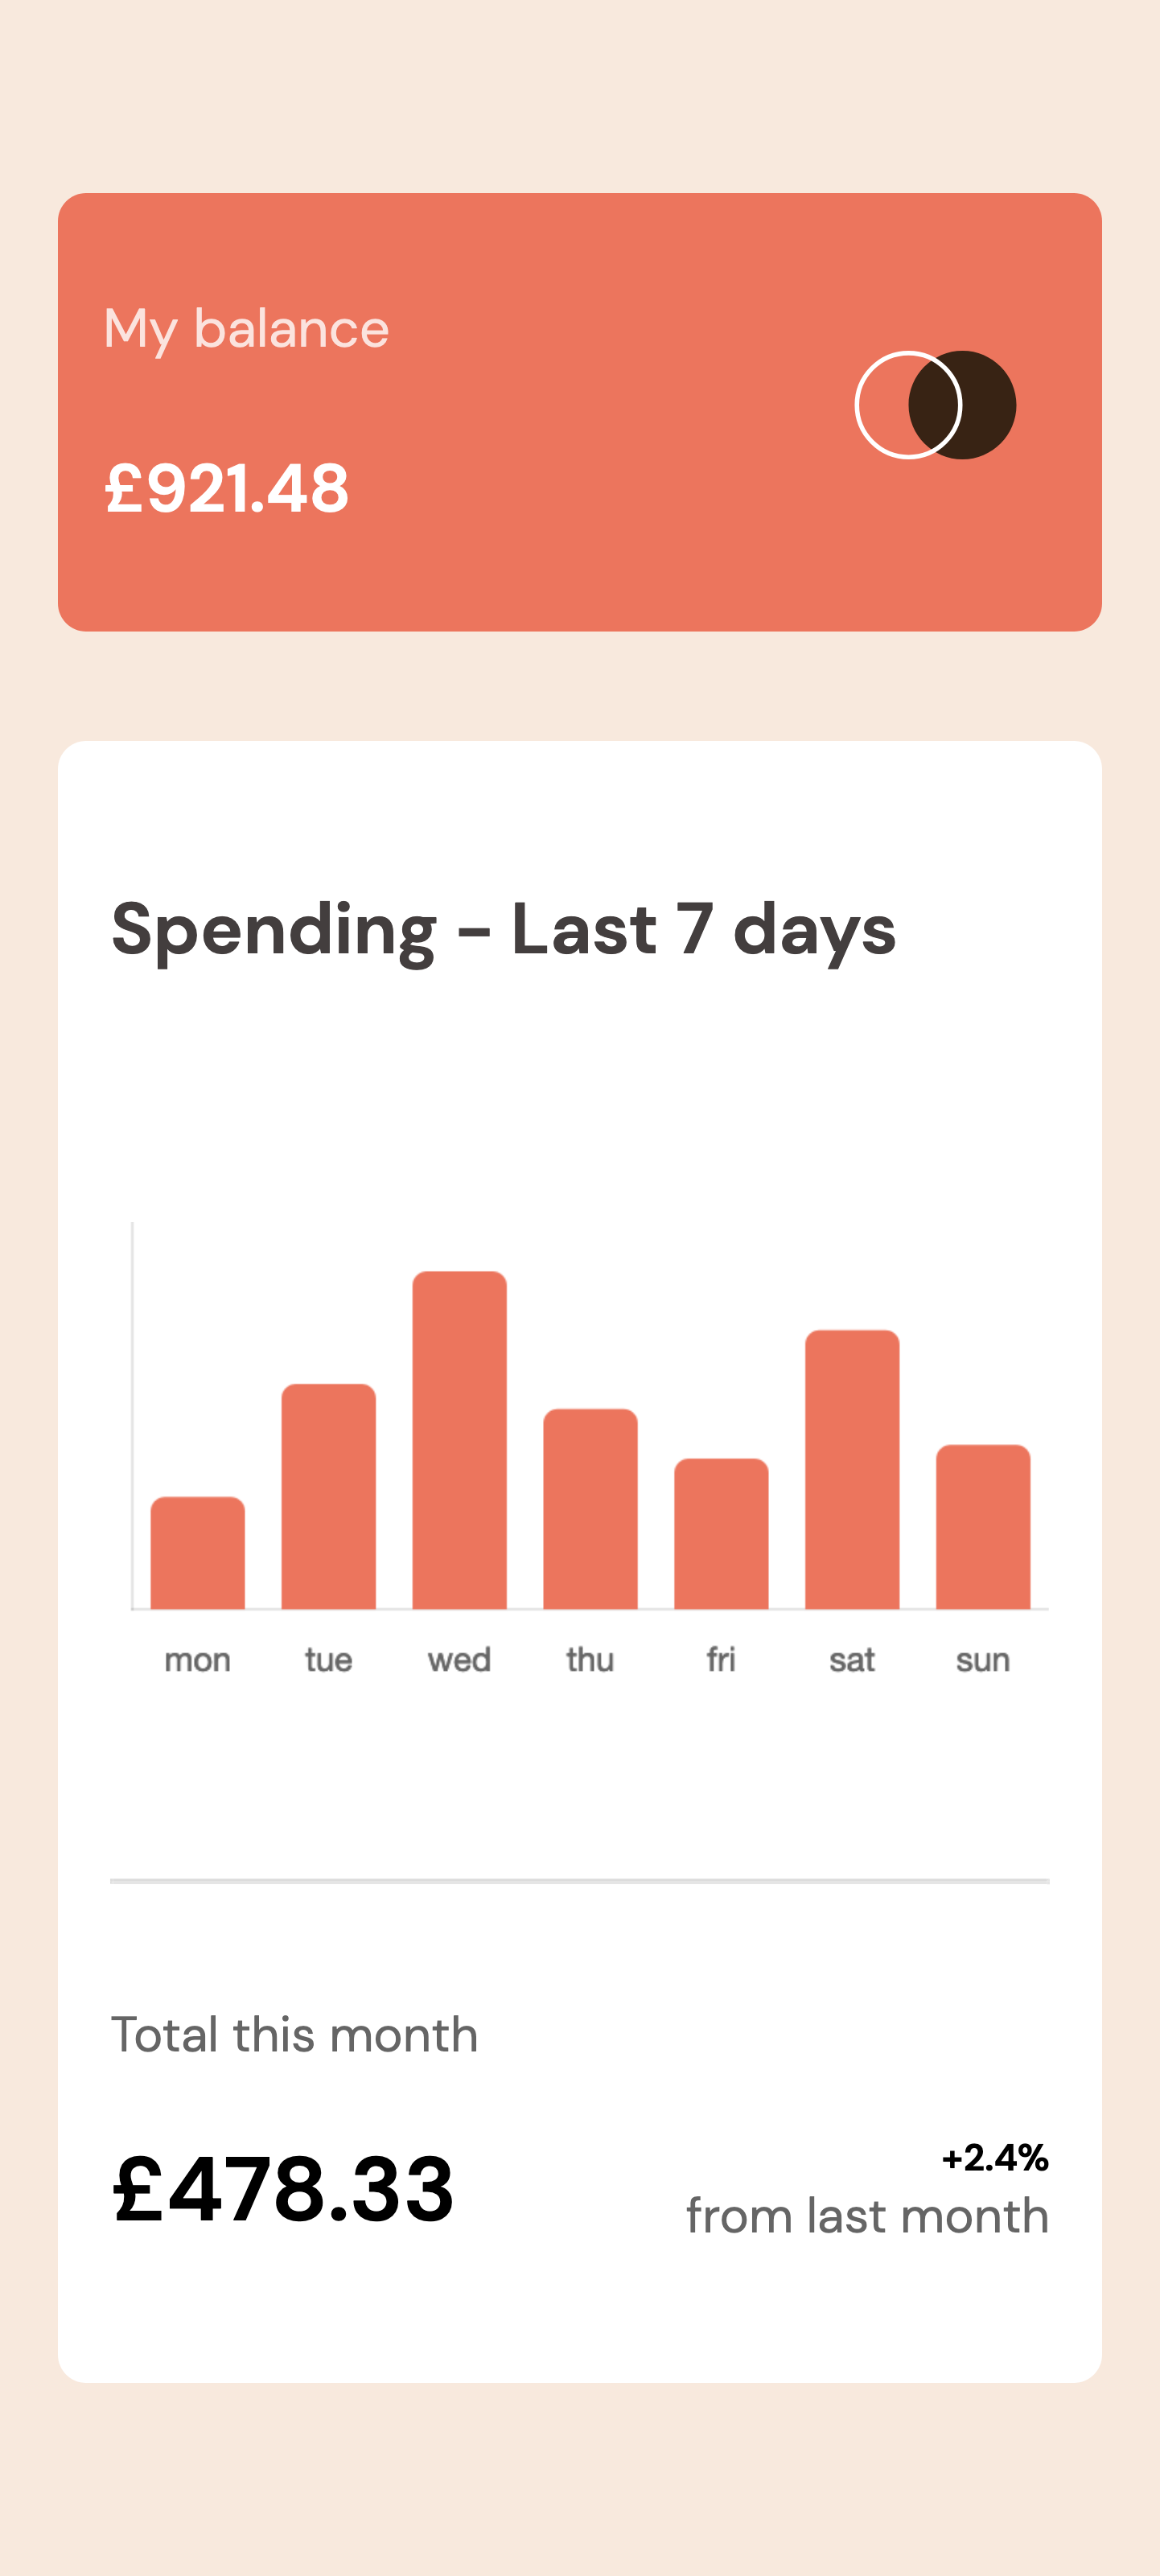 My balance
£921.48
Spending - Last 7 days
mon tue wed thu fri sat sun
Total this month
£478.33
+2.4%
from last month